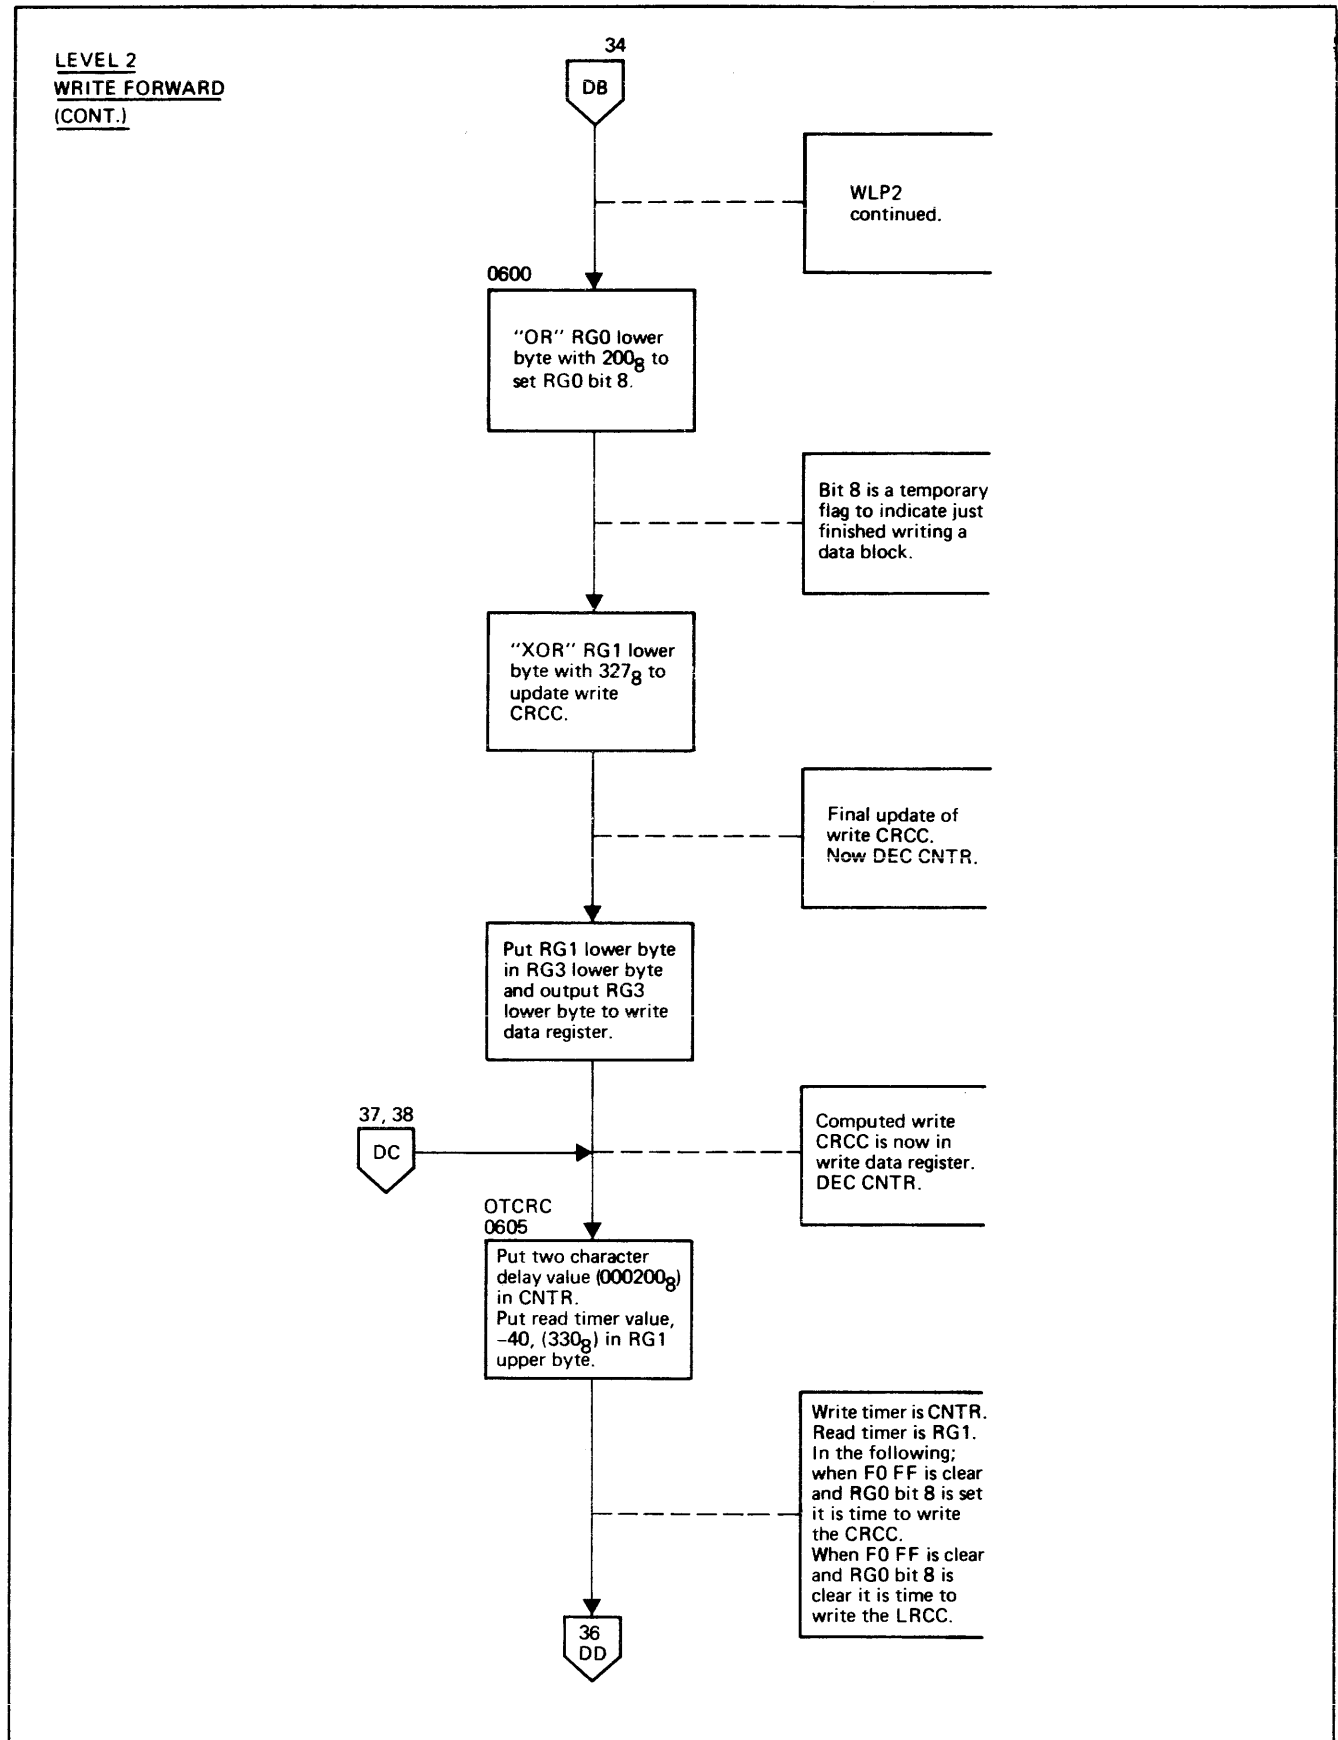 LEVEL 2
WRITE FORWARD
(CONT.)
34
DB
WLP2
continued.
0600
"OR" RG0 lower
byte with 200₈ to
set RG0 bit 8.
Bit 8 is a temporary
flag to indicate just
finished writing a
data block.
"XOR" RG1 lower
byte with 327₈ to
update write
CRCC.
Final update of
write CRCC.
Now DEC CNTR.
Put RG1 lower byte
in RG3 lower byte
and output RG3
lower byte to write
data register.
37, 38
DC
Computed write
CRCC is now in
write data register.
DEC CNTR.
OTCRC
0605
Put two character
delay value (000200₈)
in CNTR.
Put read timer value,
−40, (330₈) in RG1
upper byte.
Write timer is CNTR.
Read timer is RG1.
In the following;
when F0 FF is clear
and RG0 bit 8 is set
it is time to write
the CRCC.
When F0 FF is clear
and RG0 bit 8 is
clear it is time to
write the LRCC.
36
DD